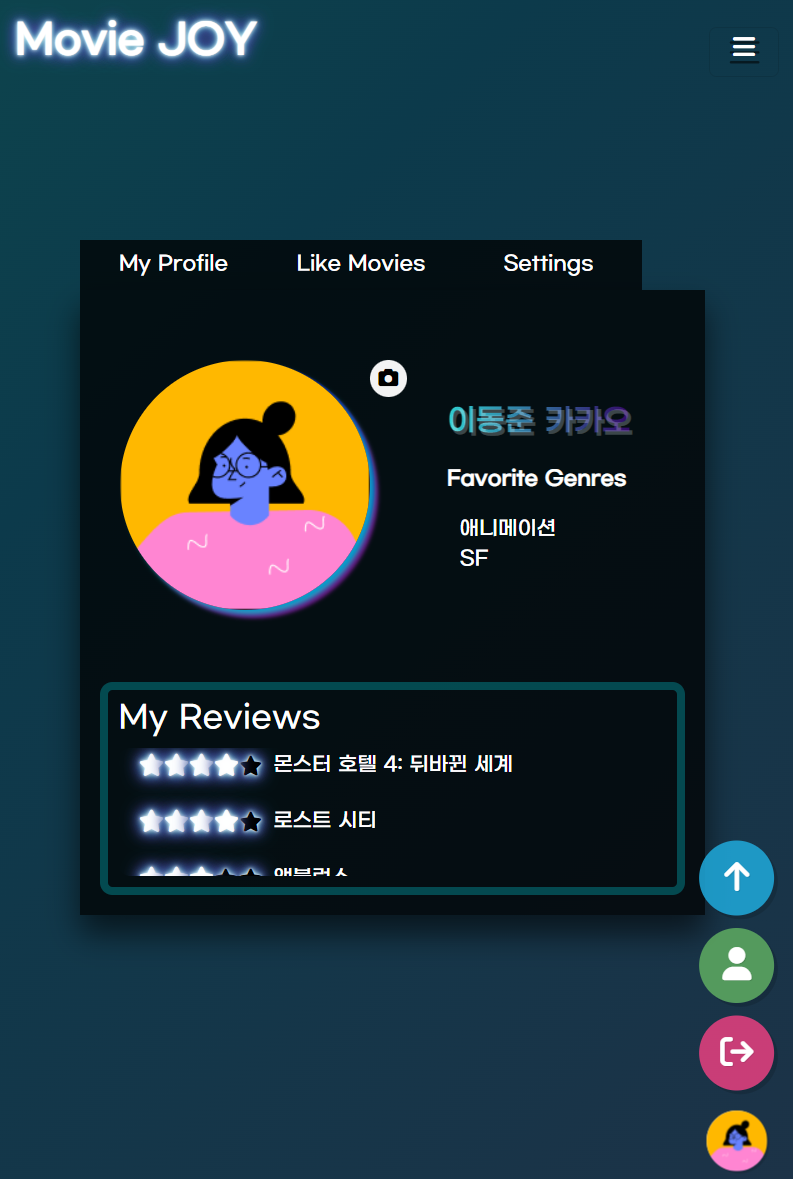 Movie JOY
My Profile Like Movies Settings
이동준 카카오
Favorite Genres
애니메이션
SF
My Reviews
몬스터 호텔 4: 뒤바뀐 세계
로스트 시티